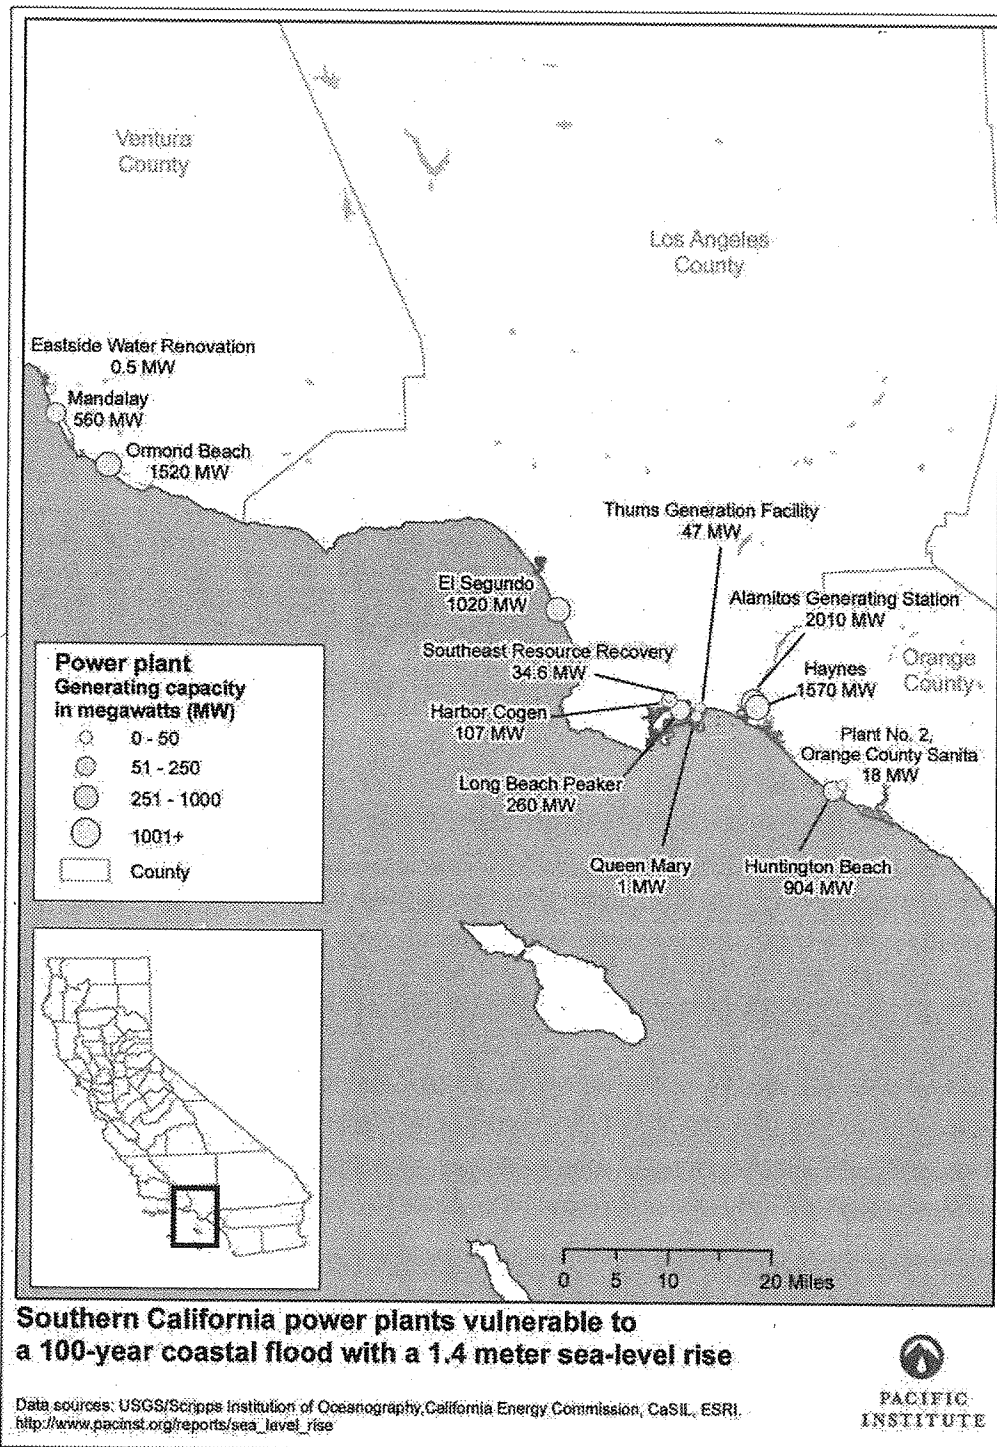 Ventura
County
Los Angeles
County
Eastside Water Renovation
0.5 MW
Mandalay
560 MW
Ormond Beach
1520 MW
Thums Generation Facility
47 MW
El Segundo
1020 MW
Alamitos Generating Station
2010 MW
Southeast Resource Recovery
34.6 MW
Haynes
1570 MW
Orange
County
Harbor Cogen
107 MW
Plant No. 2,
Orange County Sanita
18 MW
Long Beach Peaker
260 MW
Queen Mary
1 MW
Huntington Beach
904 MW
Power plant
Generating capacity
in megawatts (MW)
0 - 50
51 - 250
251 - 1000
1001+
County
0 5 10 20 Miles
Southern California power plants vulnerable to
a 100-year coastal flood with a 1.4 meter sea-level rise
Data sources: USGS/Scripps Institution of Oceanography,California Energy Commission, CaSIL, ESRI.
http://www.pacinst.org/reports/sea_level_rise
PACIFIC
INSTITUTE